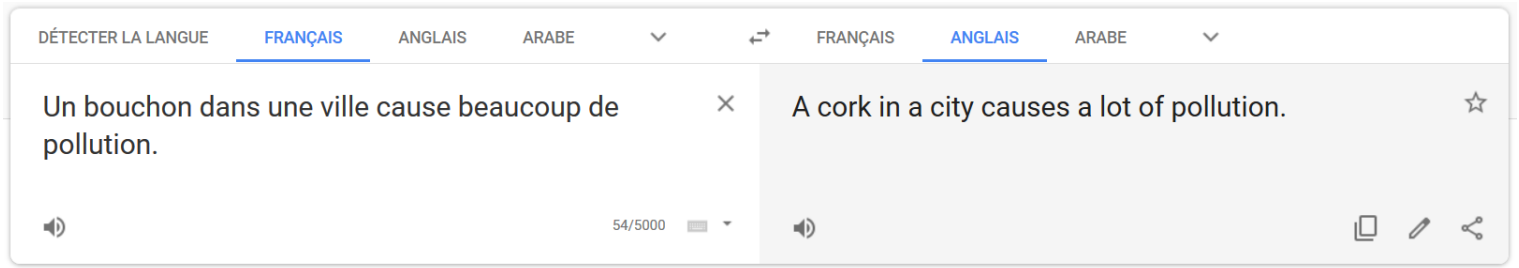 DÉTECTER LA LANGUE FRANÇAIS ANGLAIS ARABE FRANÇAIS ANGLAIS ARABE
Un bouchon dans une ville cause beaucoup de
pollution.
54/5000
A cork in a city causes a lot of pollution.